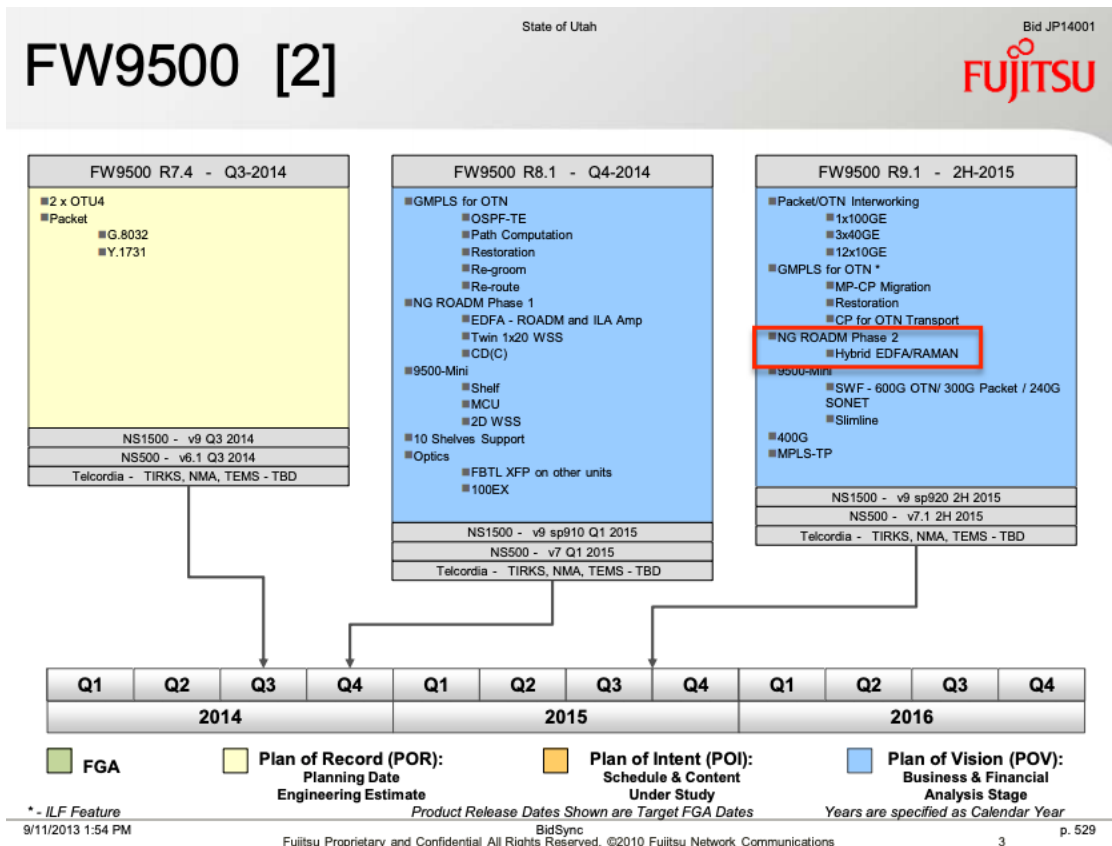 State of Utah
Bid JP14001
FW9500 [2]
FUJITSU
FW9500 R7.4 - Q3-2014
2 x OTU4
Packet
G.8032
Y.1731
NS1500 - v9 Q3 2014
NS500 - v6.1 Q3 2014
Telcordia - TIRKS, NMA, TEMS - TBD
FW9500 R8.1 - Q4-2014
GMPLS for OTN
OSPF-TE
Path Computation
Restoration
Re-groom
Re-route
NG ROADM Phase 1
EDFA - ROADM and ILA Amp
Twin 1x20 WSS
CD(C)
9500-Mini
Shelf
MCU
2D WSS
10 Shelves Support
Optics
FBTL XFP on other units
100EX
NS1500 - v9 sp910 Q1 2015
NS500 - v7 Q1 2015
Telcordia - TIRKS, NMA, TEMS - TBD
FW9500 R9.1 - 2H-2015
Packet/OTN Interworking
1x100GE
3x40GE
12x10GE
GMPLS for OTN *
MP-CP Migration
Restoration
CP for OTN Transport
NG ROADM Phase 2
Hybrid EDFA/RAMAN
9500-Mini
SWF - 600G OTN/ 300G Packet / 240G
SONET
Slimline
400G
MPLS-TP
NS1500 - v9 sp920 2H 2015
NS500 - v7.1 2H 2015
Telcordia - TIRKS, NMA, TEMS - TBD
Q1 Q2 Q3 Q4 Q1 Q2 Q3 Q4 Q1 Q2 Q3 Q4
2014 2015 2016
FGA
Plan of Record (POR):
Planning Date
Engineering Estimate
Plan of Intent (POI):
Schedule & Content
Under Study
Plan of Vision (POV):
Business & Financial
Analysis Stage
* - ILF Feature
Product Release Dates Shown are Target FGA Dates
Years are specified as Calendar Year
9/11/2013 1:54 PM
BidSync
p. 529
Fujitsu Proprietary and Confidential All Rights Reserved. ©2010 Fujitsu Network Communications
3